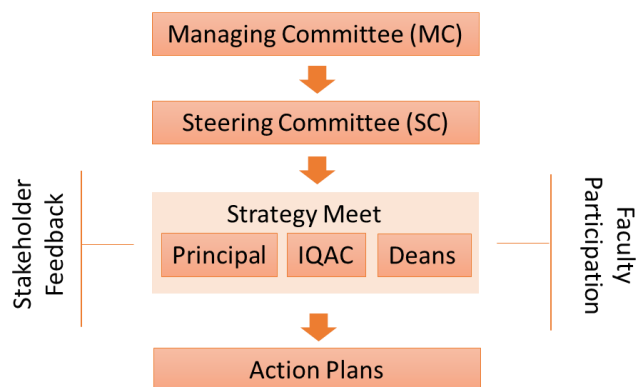 Managing Committee (MC)
Steering Committee (SC)
Stakeholder
Feedback
Strategy Meet
Principal
IQAC
Deans
Faculty
Participation
Action Plans